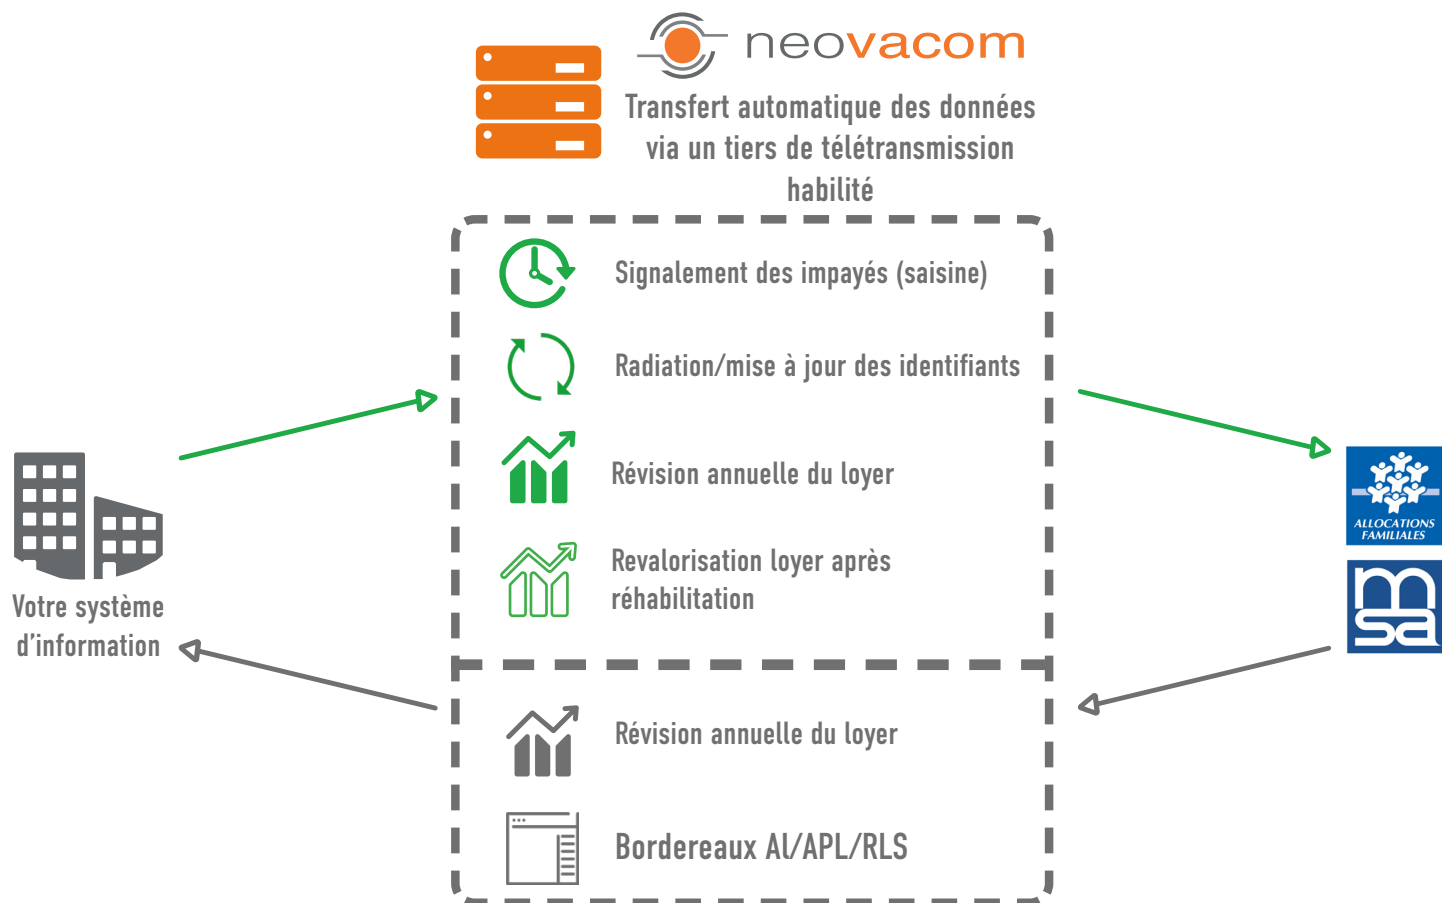 neovacom
Transfert automatique des données
via un tiers de télétransmission
habilité
Signalement des impayés (saisine)
Radiation/mise à jour des identifiants
Révision annuelle du loyer
Revalorisation loyer après
réhabilitation
Votre système
d'information
ALLOCATIONS
FAMILIALES
msa
Révision annuelle du loyer
Bordereaux Al/APL/RLS